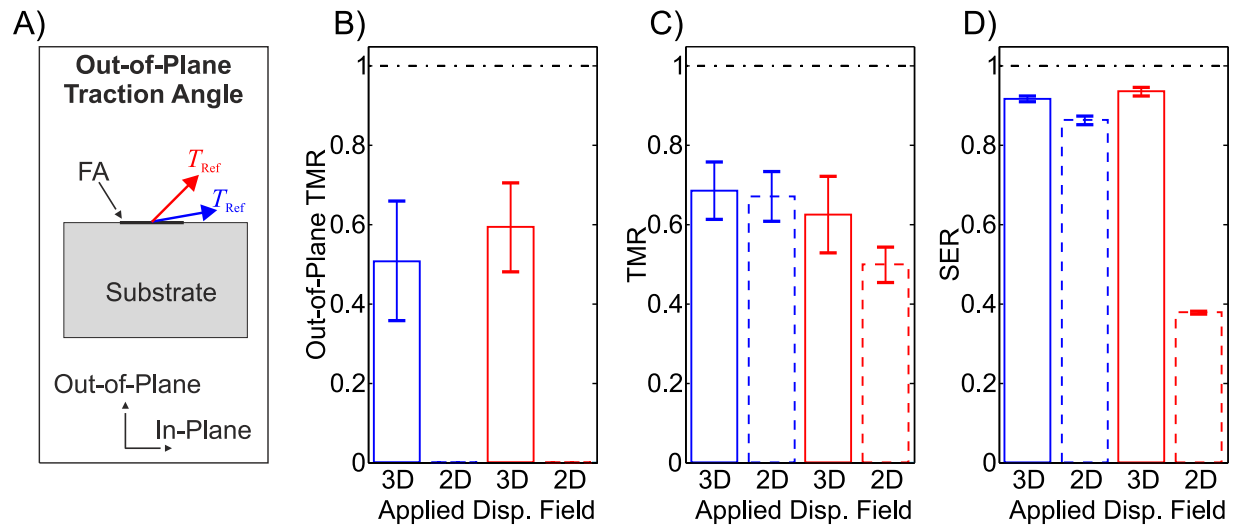 A)
Out-of-Plane
Traction Angle
FA
T_Ref
T_Ref
Substrate
Out-of-Plane
In-Plane
B)
Out-of-Plane TMR
1
0.8
0.6
0.4
0.2
0
3D 2D 3D 2D
Applied Disp. Field
C)
TMR
1
0.8
0.6
0.4
0.2
0
3D 2D 3D 2D
Applied Disp. Field
D)
SER
1
0.8
0.6
0.4
0.2
0
3D 2D 3D 2D
Applied Disp. Field